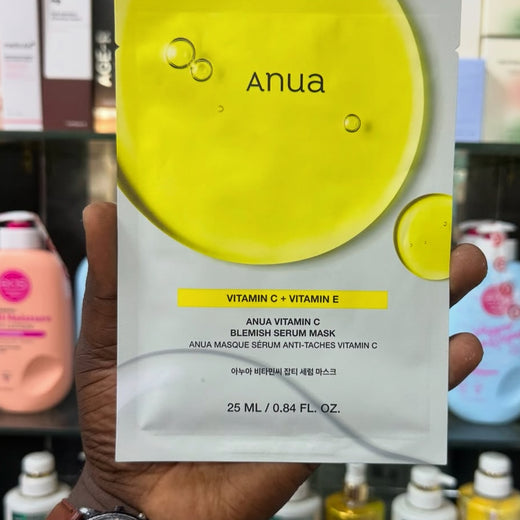 Anua
VITAMIN C + VITAMIN E
ANUA VITAMIN C
BLEMISH SERUM MASK
ANUA MASQUE SÉRUM ANTI-TACHES VITAMIN C
아누아 비타민씨 잡티 세럼 마스크
25 ML / 0.84 FL. OZ.